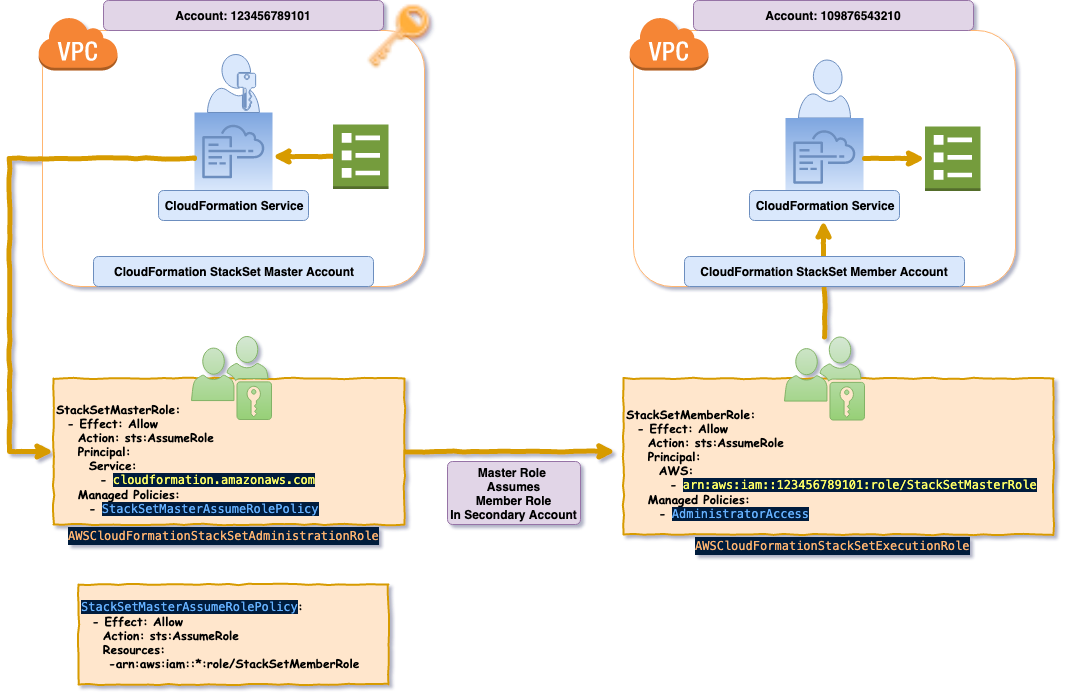 Account: 123456789101
VPC
CloudFormation Service
CloudFormation StackSet Master Account
Account: 109876543210
VPC
CloudFormation Service
CloudFormation StackSet Member Account
StackSetMasterRole:
- Effect: Allow
Action: sts:AssumeRole
Principal:
Service:
- cloudformation.amazonaws.com
Managed Policies:
- StackSetMasterAssumeRolePolicy
AWSCloudFormationStackSetAdministrationRole
Master Role
Assumes
Member Role
In Secondary Account
StackSetMemberRole:
- Effect: Allow
Action: sts:AssumeRole
Principal:
AWS:
- arn:aws:iam::123456789101:role/StackSetMasterRole
Managed Policies:
- AdministratorAccess
AWSCloudFormationStackSetExecutionRole
StackSetMasterAssumeRolePolicy:
- Effect: Allow
Action: sts:AssumeRole
Resources:
-arn:aws:iam::*:role/StackSetMemberRole